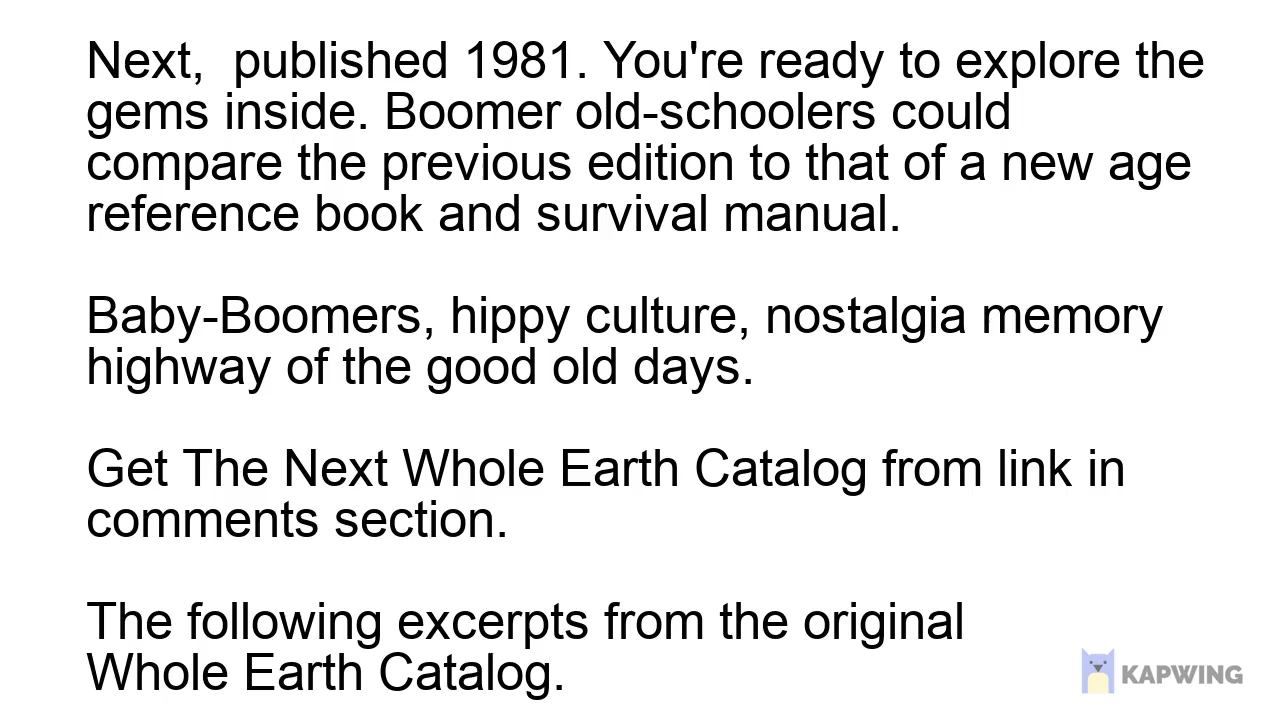 Next,  published 1981. You're ready to explore the
gems inside. Boomer old-schoolers could
compare the previous edition to that of a new age
reference book and survival manual.
Baby-Boomers, hippy culture, nostalgia memory
highway of the good old days.
Get The Next Whole Earth Catalog from link in
comments section.
The following excerpts from the original
Whole Earth Catalog.
KAPWING